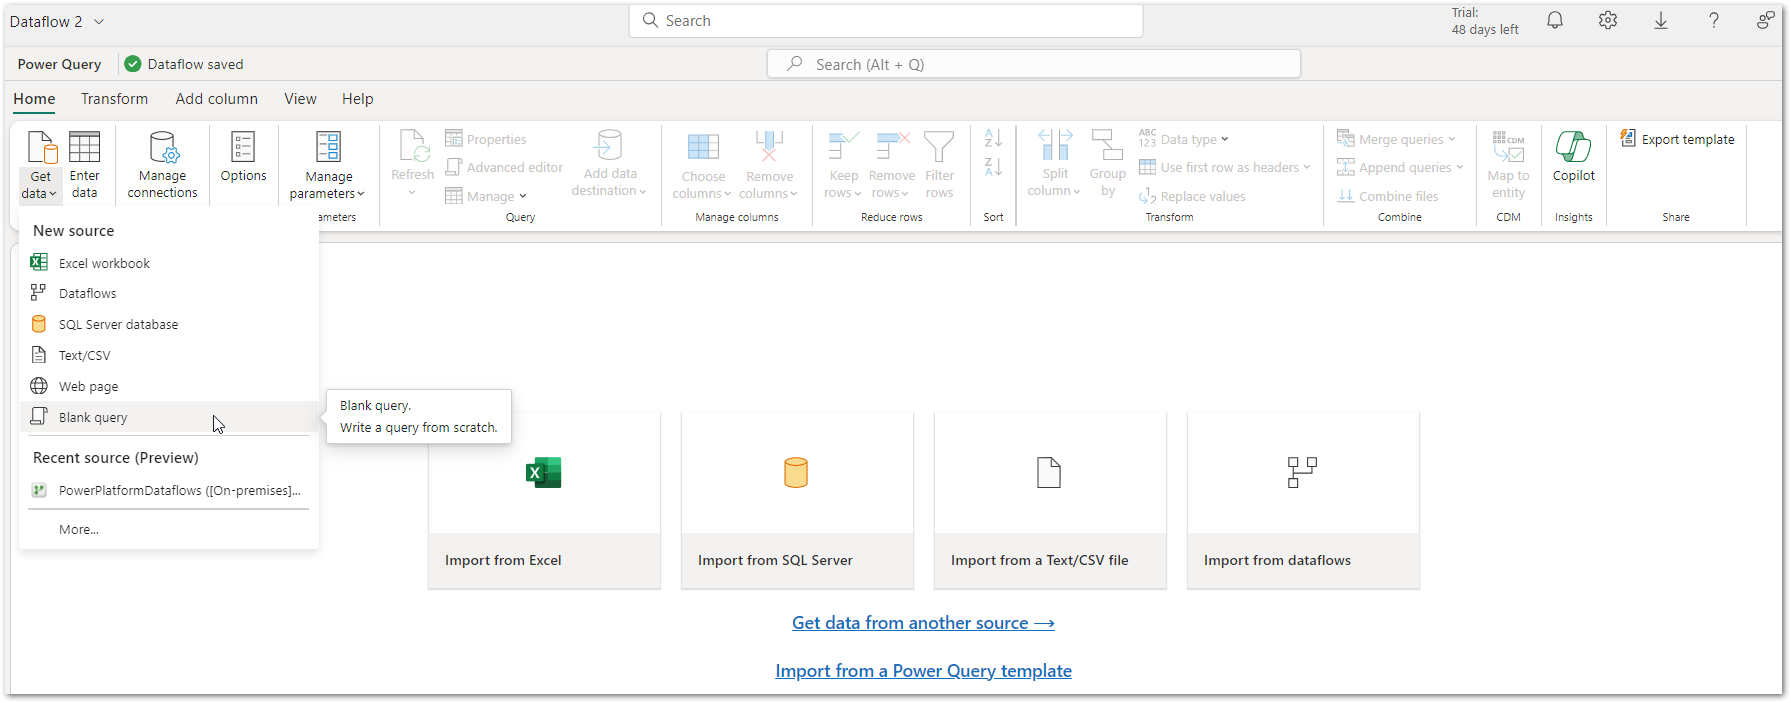 Dataflow 2
Search
Trial:
48 days left
Power Query
Dataflow saved
Search (Alt + Q)
Home
Transform
Add column
View
Help
Get
data
Enter
data
Manage
connections
Options
Manage
parameters
ameters
Refresh
Properties
Advanced editor
Manage
Add data
destination
Query
Choose
columns
Remove
columns
Manage columns
Keep
rows
Remove
rows
Filter
rows
Reduce rows
A
Z
Z
A
Sort
Split
column
Group
by
ABC
123
Data type
Use first row as headers
1
2
Replace values
Transform
Merge queries
Append queries
Combine files
Combine
CDM
Map to
entity
CDM
Copilot
Insights
Export template
Share
New source
X
Excel workbook
Dataflows
SQL Server database
Text/CSV
Web page
Blank query
Blank query.
Write a query from scratch.
Recent source (Preview)
PowerPlatformDataflows ([On-premises]...
More...
X
Import from Excel
Import from SQL Server
Import from a Text/CSV file
Import from dataflows
Get data from another source →
Import from a Power Query template